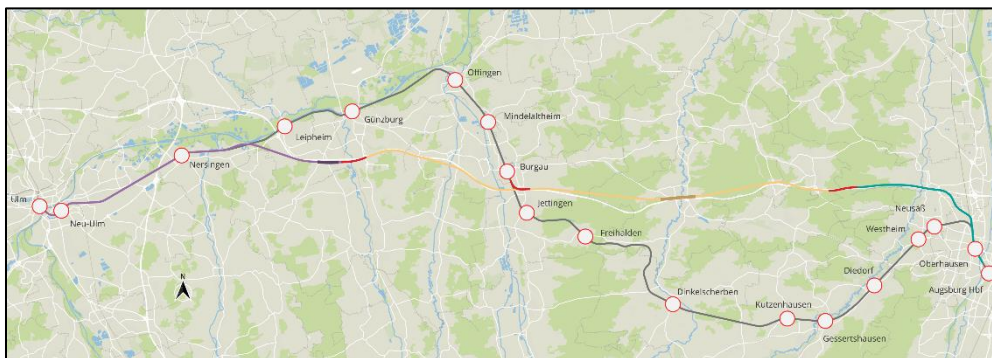 Offingen
Mindelaltheim
Günzburg
Leipheim
Nersingen
Burgau
Ulm
Neu-Ulm
Jettingen
Freihalden
Neusäß
Westheim
Oberhausen
Diedorf
Augsburg Hbf
N
Dinkelscherben
Kutzenhausen
Gessertshausen